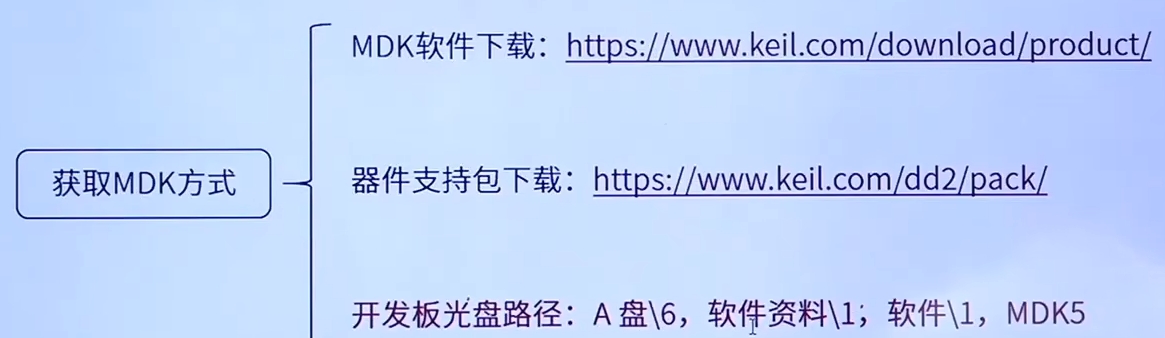 MDK软件下载：https://www.keil.com/download/product/
获取MDK方式
器件支持包下载：https://www.keil.com/dd2/pack/
开发板光盘路径：A 盘\6，软件资料\1；软件\1，MDK5